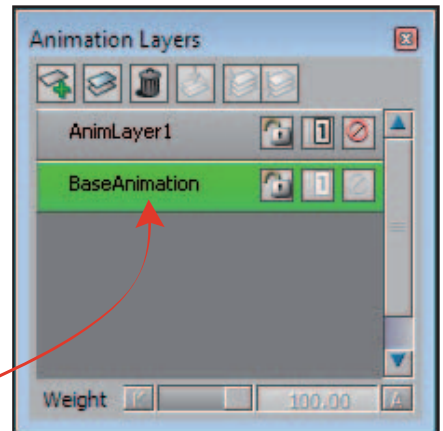 Animation Layers
AnimLayer1 1
BaseAnimation 1
Weight K 100.00 A